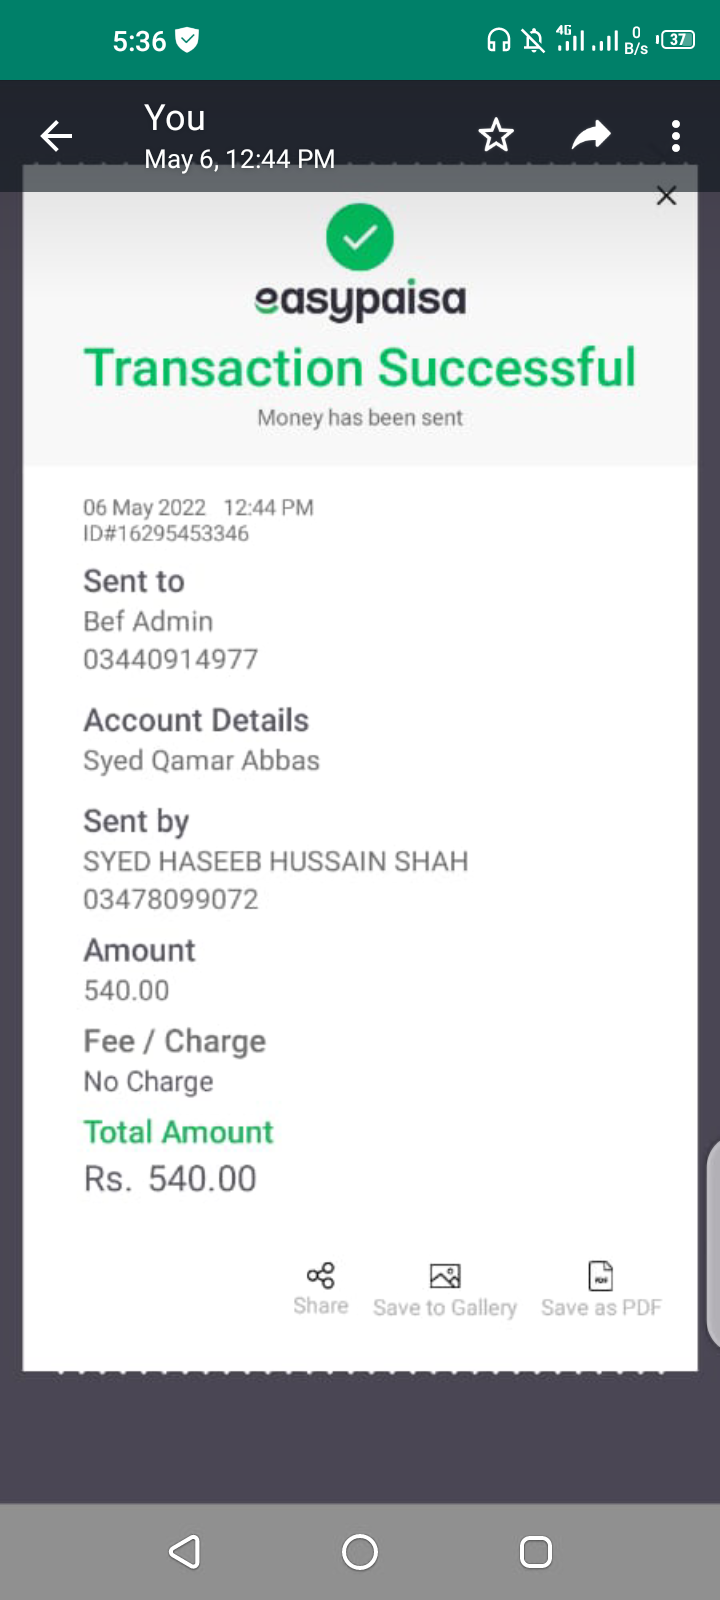 5:36
4G
0
B/s
37
You
May 6, 12:44 PM
easypaisa
Transaction Successful
Money has been sent
06 May 2022 12:44 PM
ID#16295453346
Sent to
Bef Admin
03440914977
Account Details
Syed Qamar Abbas
Sent by
SYED HASEEB HUSSAIN SHAH
03478099072
Amount
540.00
Fee / Charge
No Charge
Total Amount
Rs. 540.00
Share
Save to Gallery
PDF
Save as PDF